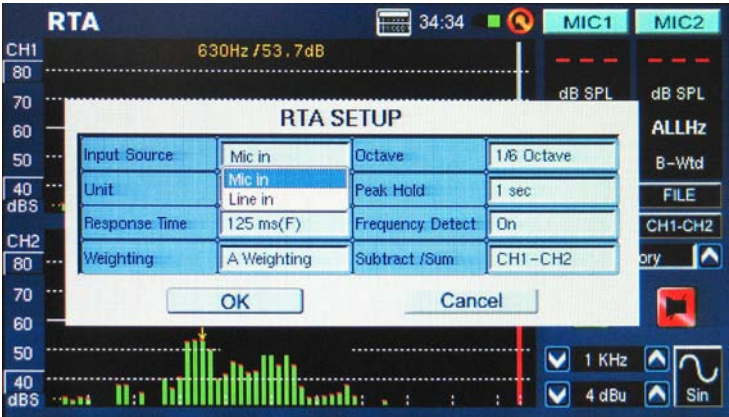 RTA
34:34
MIC1
MIC2
CH1
630Hz/53.7dB
80
70
60
50
40
dBS
CH2
80
70
60
50
40
dBS
dB SPL
dB SPL
ALLHz
B-Wtd
FILE
CH1-CH2
ory
RTA SETUP
Input Source
Mic in
Octave
1/6 Octave
Unit
Mic in
Line in
Peak Hold
1 sec
Response Time
125 ms(F)
Frequency Detect
On
Weighting
A Weighting
Subtract /Sum
CH1-CH2
OK
Cancel
1 KHz
4 dBu
Sin